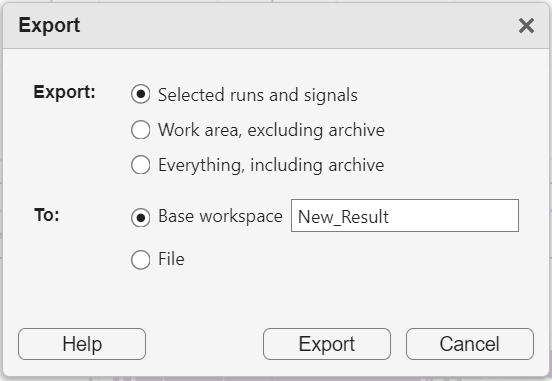 Export
Export: Selected runs and signals
Work area, excluding archive
Everything, including archive
To: Base workspace New_Result
File
Help Export Cancel